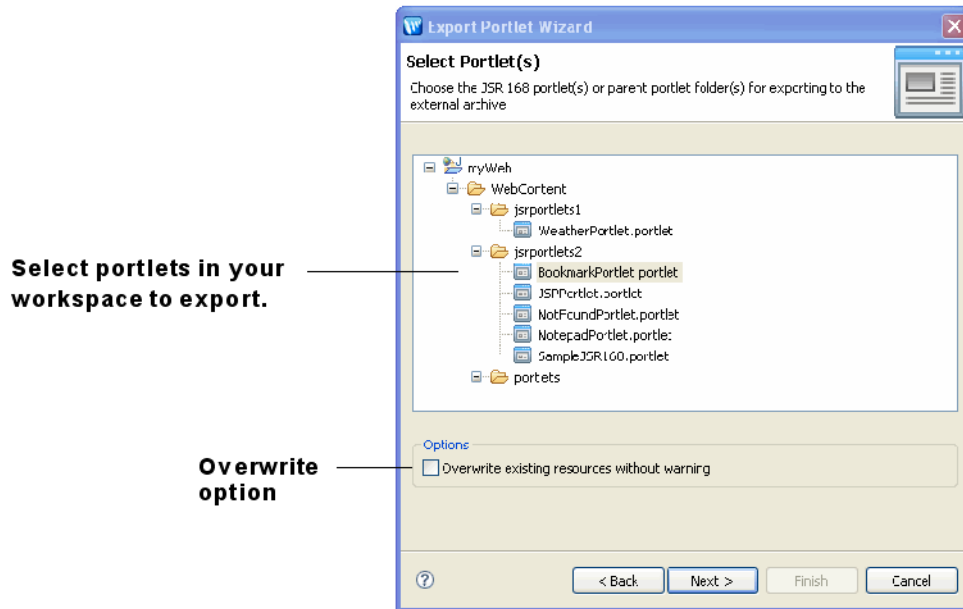 Export Portlet Wizard
Select Portlet(s)
Choose the JSR 168 portlet(s) or parent portlet folder(s) for exporting to the
external archive
myWeb
WebContent
jsrportlets1
WeatherPortlet.portlet
jsrportlets2
Select portlets in your
workspace to export.
BookmarkPortlet.portlet
JSPPortlet.portlet
NotFoundPortlet.portlet
NotepadPortlet.portlet
SampleJSR160.portlet
portets
Options
Overwrite
option
Overwrite existing resources without warning
< Back
Next >
Finish
Cancel